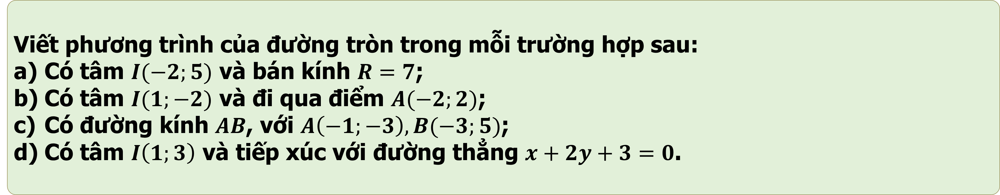 Viết phương trình của đường tròn trong mỗi trường hợp sau:
a) Có tâm I(−2; 5) và bán kính R = 7;
b) Có tâm I(1; −2) và đi qua điểm A(−2; 2);
c) Có đường kính AB, với A(−1; −3), B(−3; 5);
d) Có tâm I(1; 3) và tiếp xúc với đường thẳng x + 2y + 3 = 0.